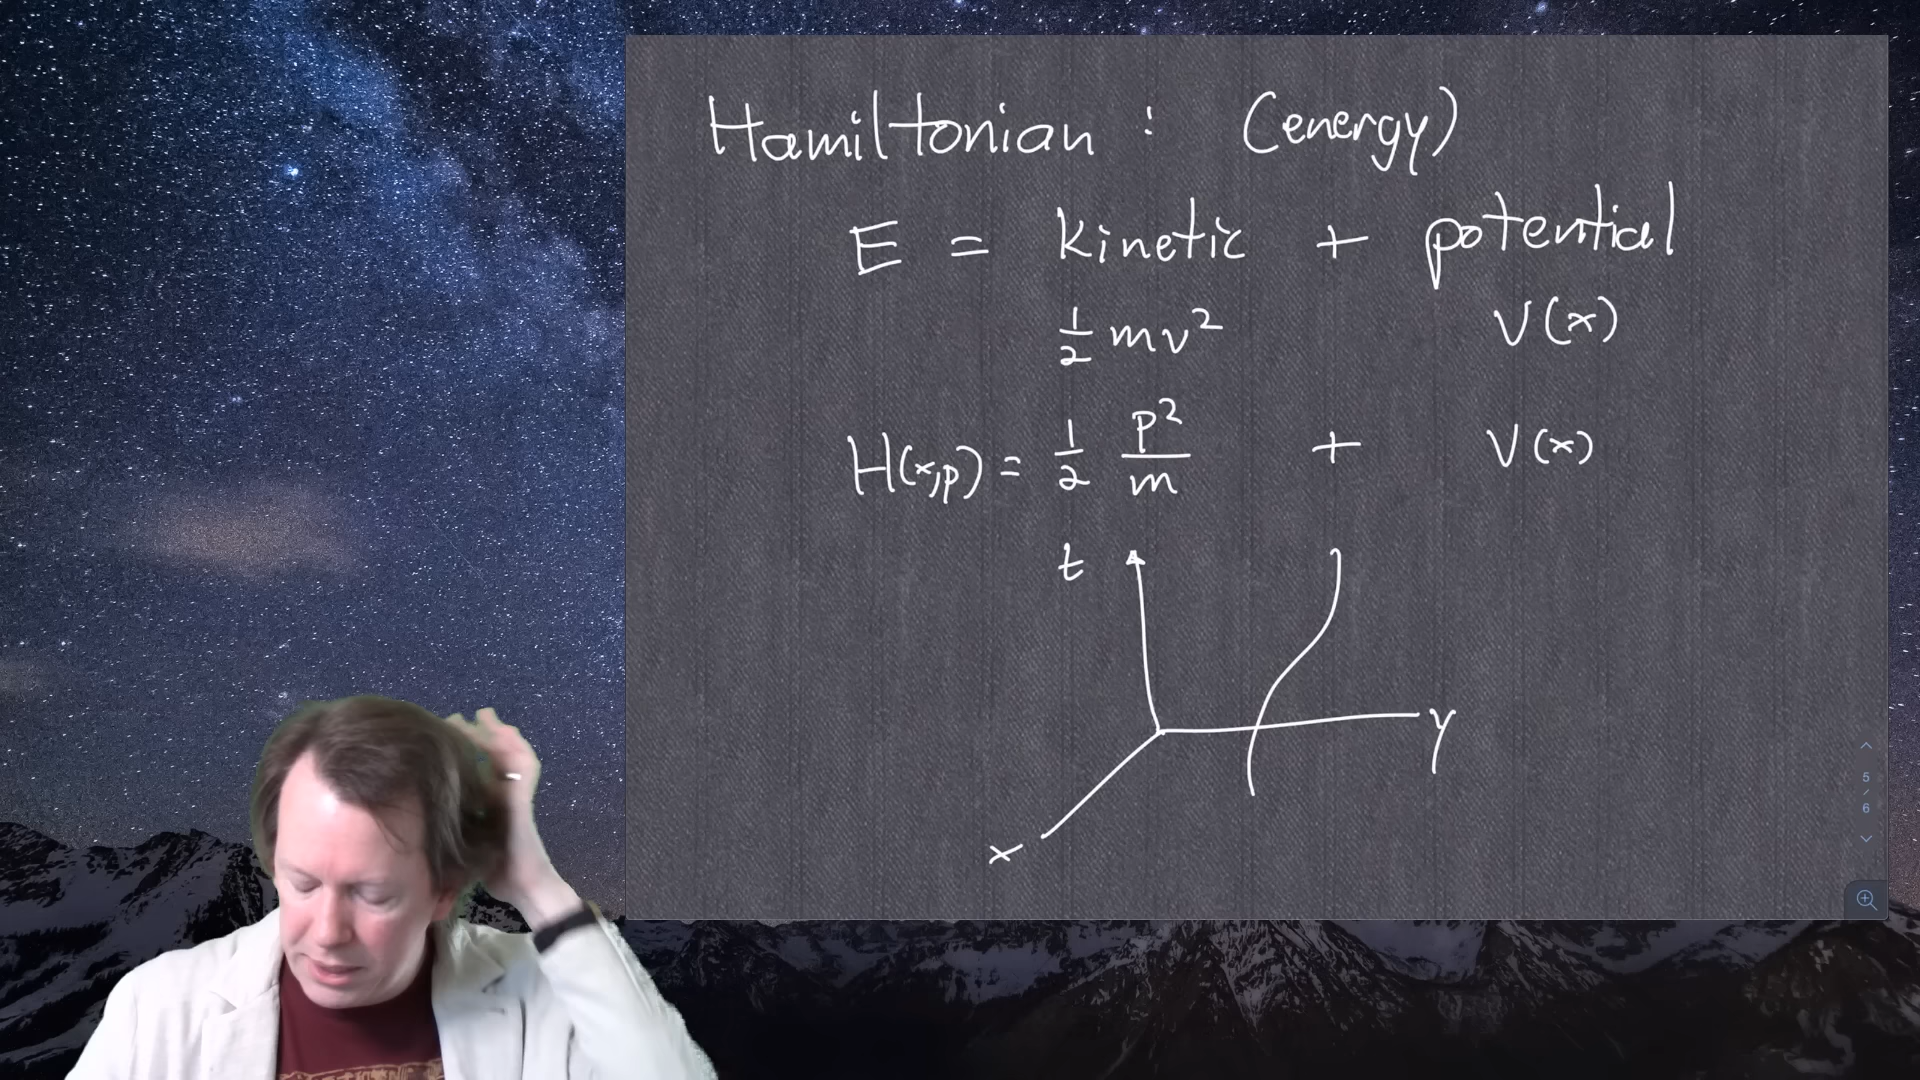 Hamiltonian : (energy)
E = kinetic + potential
½ mv² V(x)
H(x,p) = ½ p²/m + V(x)
t
y
x
5
/
6